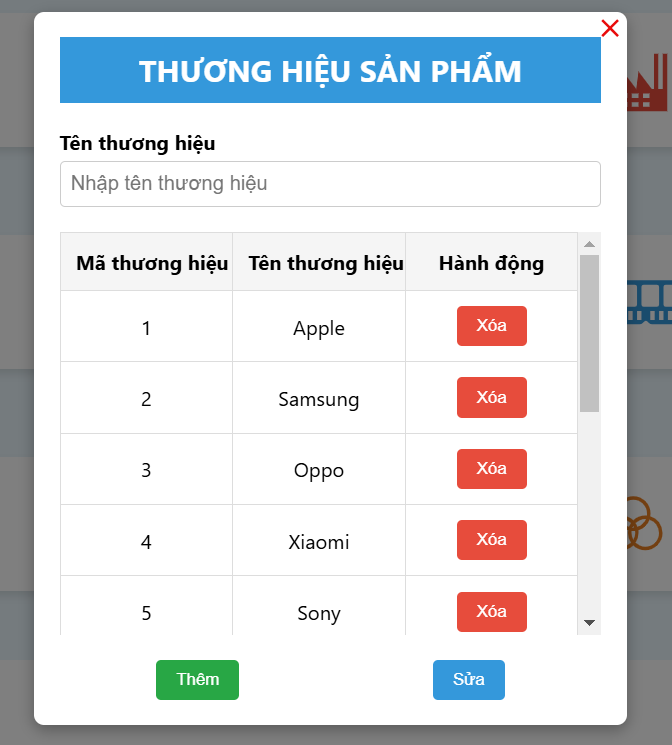 THƯƠNG HIỆU SẢN PHẨM
Tên thương hiệu
Nhập tên thương hiệu
Mã thương hiệu Tên thương hiệu Hành động
1 Apple Xóa
2 Samsung Xóa
3 Oppo Xóa
4 Xiaomi Xóa
5 Sony Xóa
Thêm Sửa